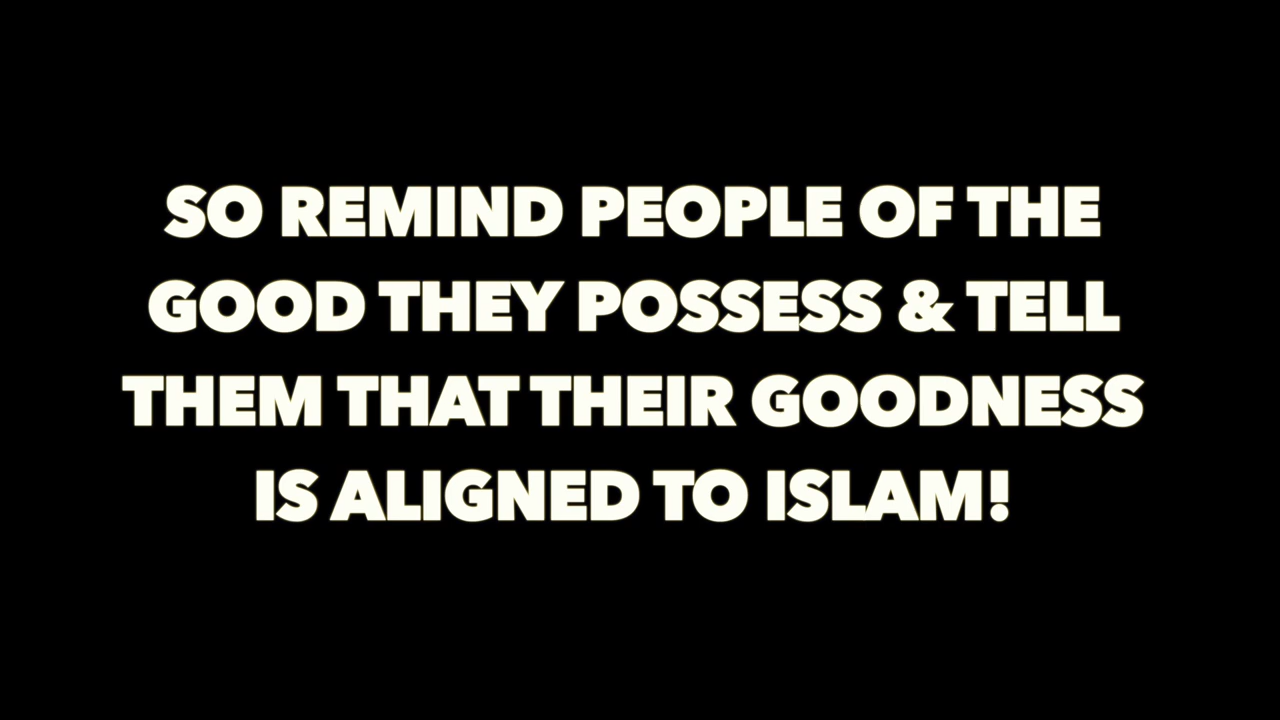 SO REMIND PEOPLE OF THE
GOOD THEY POSSESS & TELL
THEM THAT THEIR GOODNESS
IS ALIGNED TO ISLAM!